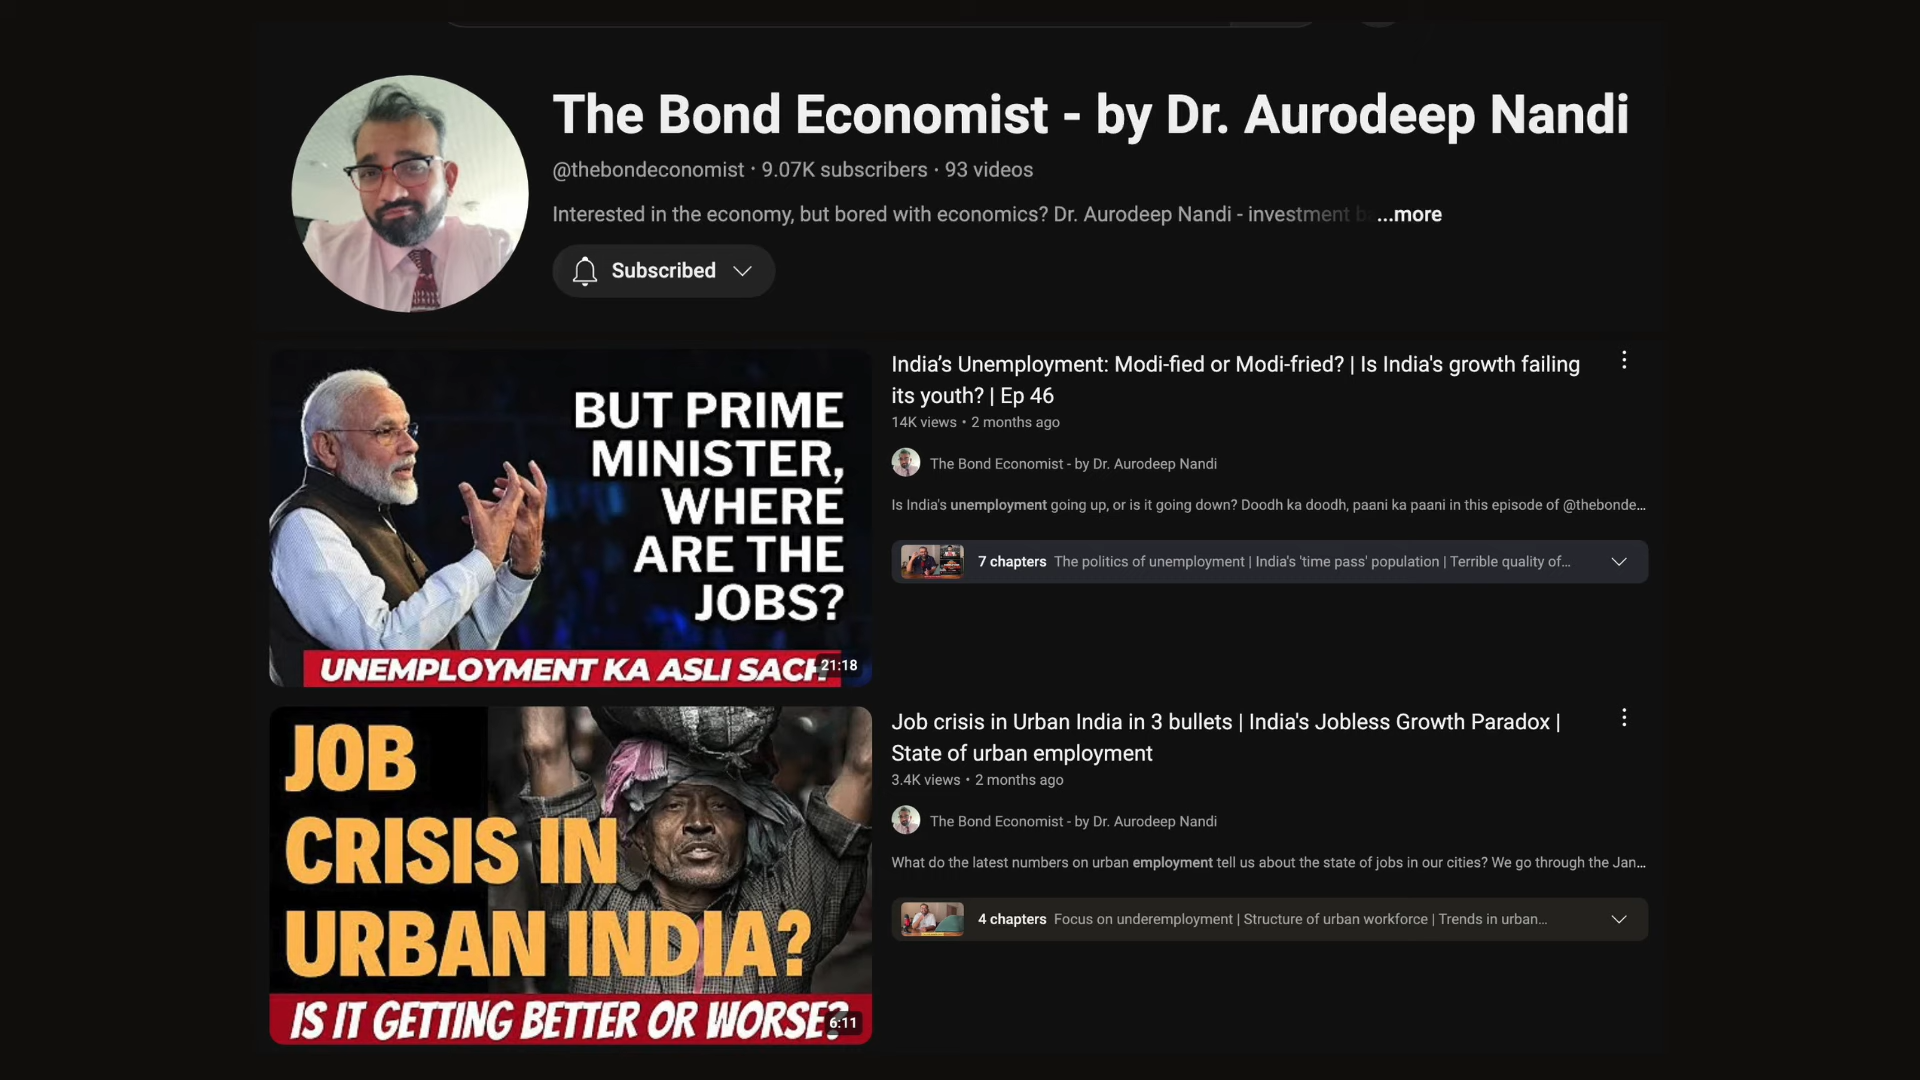 The Bond Economist - by Dr. Aurodeep Nandi
@thebondeconomist • 9.07K subscribers • 93 videos
Interested in the economy, but bored with economics? Dr. Aurodeep Nandi - investment b ...more
Subscribed
BUT PRIME
MINISTER,
WHERE
ARE THE
JOBS?
UNEMPLOYMENT KA ASLI SACH
21:18
India’s Unemployment: Modi-fied or Modi-fried? | Is India's growth failing
its youth? | Ep 46
14K views • 2 months ago
The Bond Economist - by Dr. Aurodeep Nandi
Is India's unemployment going up, or is it going down? Doodh ka doodh, paani ka paani in this episode of @thebonde...
7 chapters The politics of unemployment | India's 'time pass' population | Terrible quality of...
JOB
CRISIS IN
URBAN INDIA?
IS IT GETTING BETTER OR WORSE?
6:11
Job crisis in Urban India in 3 bullets | India's Jobless Growth Paradox |
State of urban employment
3.4K views • 2 months ago
The Bond Economist - by Dr. Aurodeep Nandi
What do the latest numbers on urban employment tell us about the state of jobs in our cities? We go through the Jan...
4 chapters Focus on underemployment | Structure of urban workforce | Trends in urban...